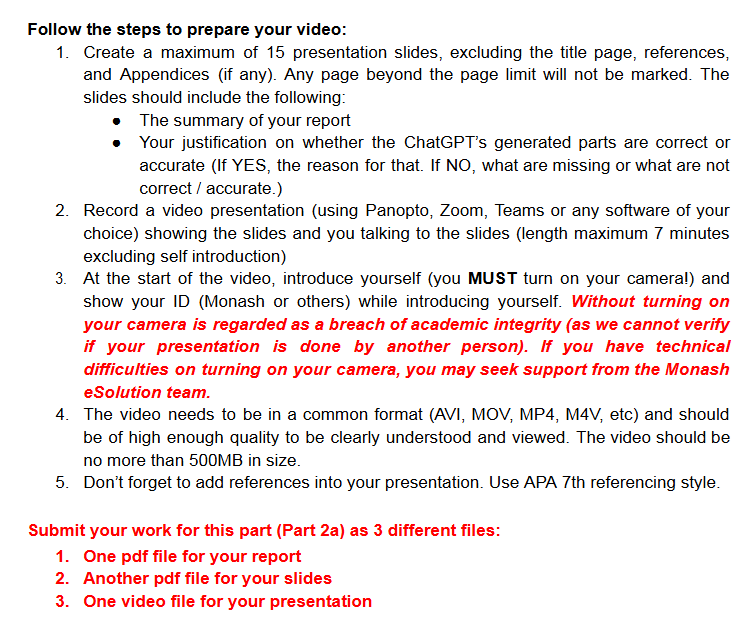 Follow the steps to prepare your video:
1. Create a maximum of 15 presentation slides, excluding the title page, references,
and Appendices (if any). Any page beyond the page limit will not be marked. The
slides should include the following:
● The summary of your report
● Your justification on whether the ChatGPT's generated parts are correct or
accurate (If YES, the reason for that. If NO, what are missing or what are not
correct / accurate.)
2. Record a video presentation (using Panopto, Zoom, Teams or any software of your
choice) showing the slides and you talking to the slides (length maximum 7 minutes
excluding self introduction)
3. At the start of the video, introduce yourself (you MUST turn on your camera!) and
show your ID (Monash or others) while introducing yourself. Without turning on
your camera is regarded as a breach of academic integrity (as we cannot verify
if your presentation is done by another person). If you have technical
difficulties on turning on your camera, you may seek support from the Monash
eSolution team.
4. The video needs to be in a common format (AVI, MOV, MP4, M4V, etc) and should
be of high enough quality to be clearly understood and viewed. The video should be
no more than 500MB in size.
5. Don't forget to add references into your presentation. Use APA 7th referencing style.
Submit your work for this part (Part 2a) as 3 different files:
1. One pdf file for your report
2. Another pdf file for your slides
3. One video file for your presentation